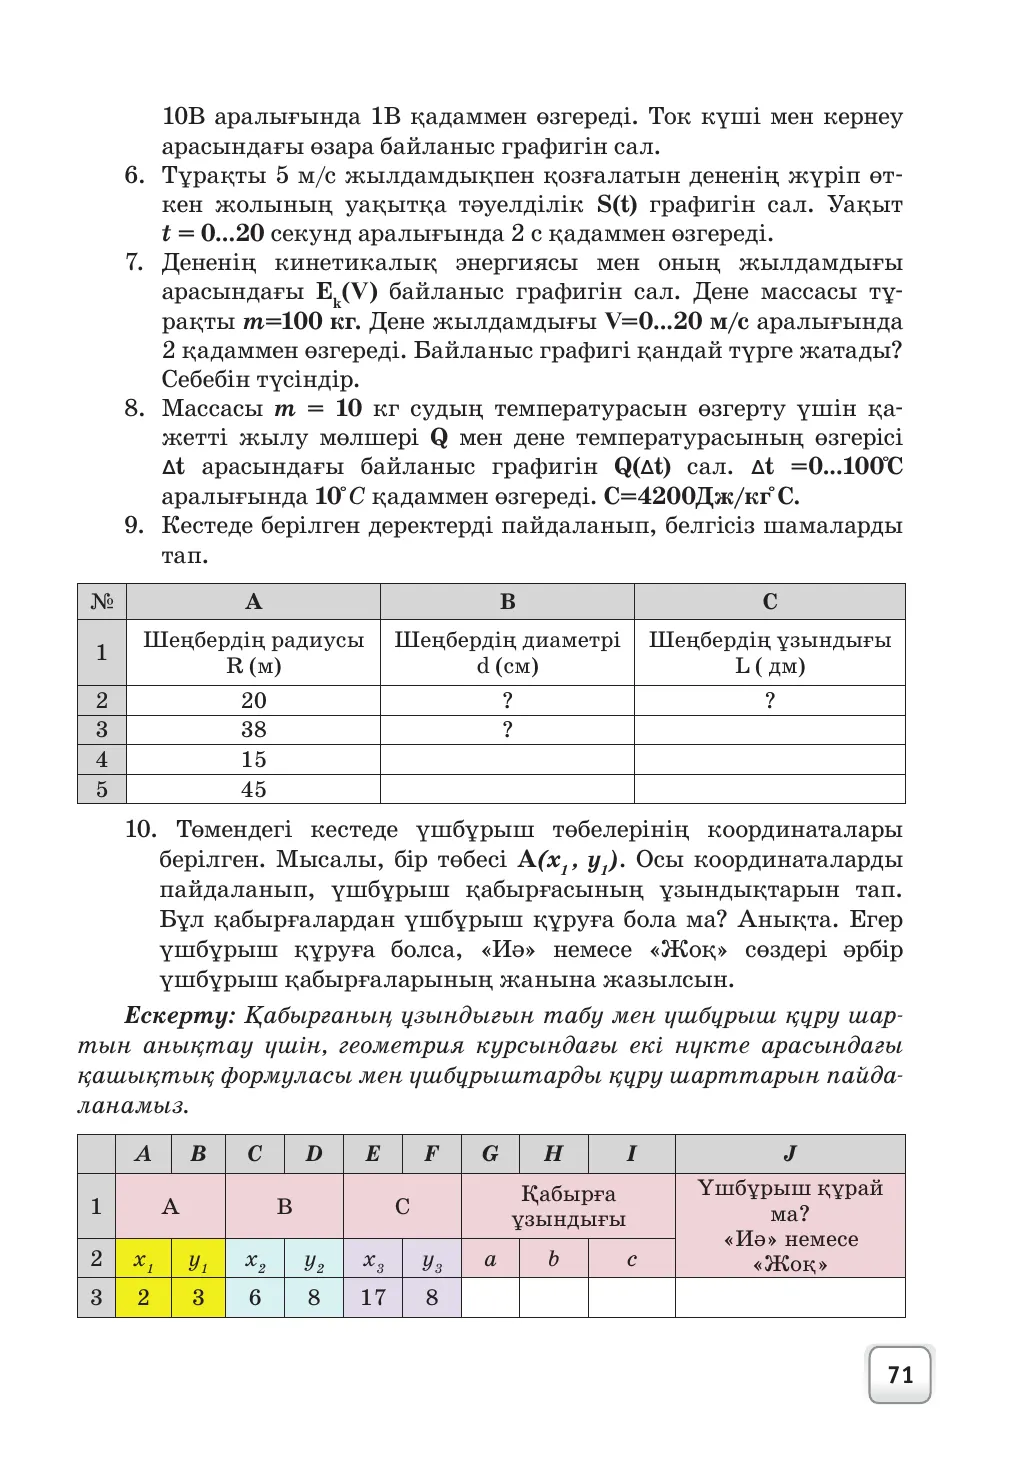 10В аралығында 1В қадаммен өзгереді. Ток күші мен кернеу
арасындағы өзара байланыс графигін сал.
6. Тұрақты 5 м/с жылдамдықпен қозғалатын дененің жүріп өт-
кен жолының уақытқа тәуелділік S(t) графигін сал. Уақыт
t = 0...20 секунд аралығында 2 с қадаммен өзгереді.
7. Дененің кинетикалық энергиясы мен оның жылдамдығы
арасындағы Eₖ(V) байланыс графигін сал. Дене массасы тұ-
рақты m=100 кг. Дене жылдамдығы V=0...20 м/с аралығында
2 қадаммен өзгереді. Байланыс графигі қандай түрге жатады?
Себебін түсіндір.
8. Массасы m = 10 кг судың температурасын өзгерту үшін қа-
жетті жылу мөлшері Q мен дене температурасының өзгерісі
∆t арасындағы байланыс графигін Q(∆t) сал. ∆t =0...100°C
аралығында 10°C қадаммен өзгереді. C=4200Дж/кг°C.
9. Кестеде берілген деректерді пайдаланып, белгісіз шамаларды
тап.
№ A B C
1 Шеңбердің радиусы R (м) Шеңбердің диаметрі d (см) Шеңбердің ұзындығы L ( дм)
2 20 ? ?
3 38 ?
4 15
5 45
10. Төмендегі кестеде үшбұрыш төбелерінің координаталары
берілген. Мысалы, бір төбесі A(x₁, y₁). Осы координаталарды
пайдаланып, үшбұрыш қабырғасының ұзындықтарын тап.
Бұл қабырғалардан үшбұрыш құруға бола ма? Анықта. Егер
үшбұрыш құруға болса, «Иә» немесе «Жоқ» сөздері әрбір
үшбұрыш қабырғаларының жанына жазылсын.
Ескерту: Қабырғаның ұзындығын табу мен үшбұрыш құру шар-
тын анықтау үшін, геометрия курсындағы екі нүкте арасындағы
қашықтық формуласы мен үшбұрыштарды құру шарттарын пайда-
ланамыз.
A B C D E F G H I J
1 A B C Қабырға ұзындығы Үшбұрыш құрай ма? «Иә» немесе «Жоқ»
2 x₁ y₁ x₂ y₂ x₃ y₃ a b c
3 2 3 6 8 17 8
71